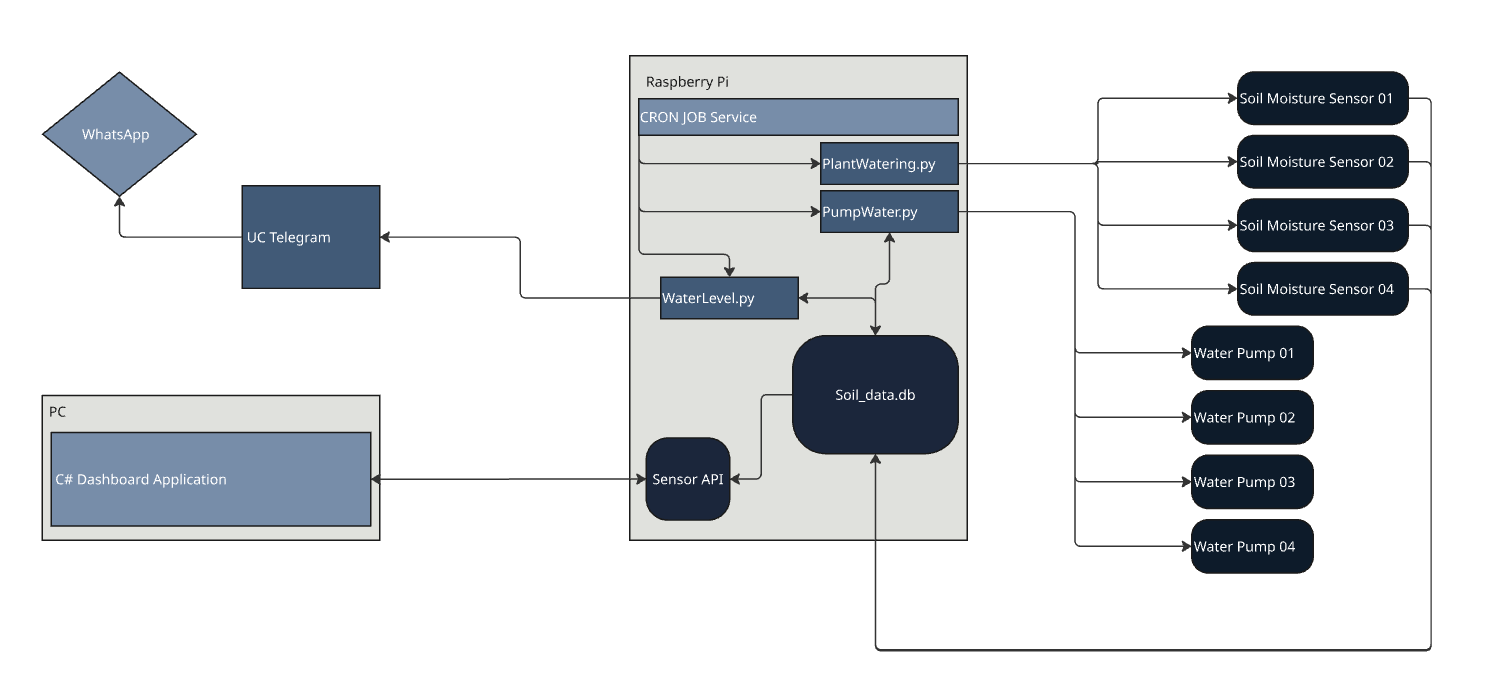 Raspberry Pi
CRON JOB Service
PlantWatering.py
PumpWater.py
WaterLevel.py
Soil_data.db
Sensor API
WhatsApp
UC Telegram
PC
C# Dashboard Application
Soil Moisture Sensor 01
Soil Moisture Sensor 02
Soil Moisture Sensor 03
Soil Moisture Sensor 04
Water Pump 01
Water Pump 02
Water Pump 03
Water Pump 04